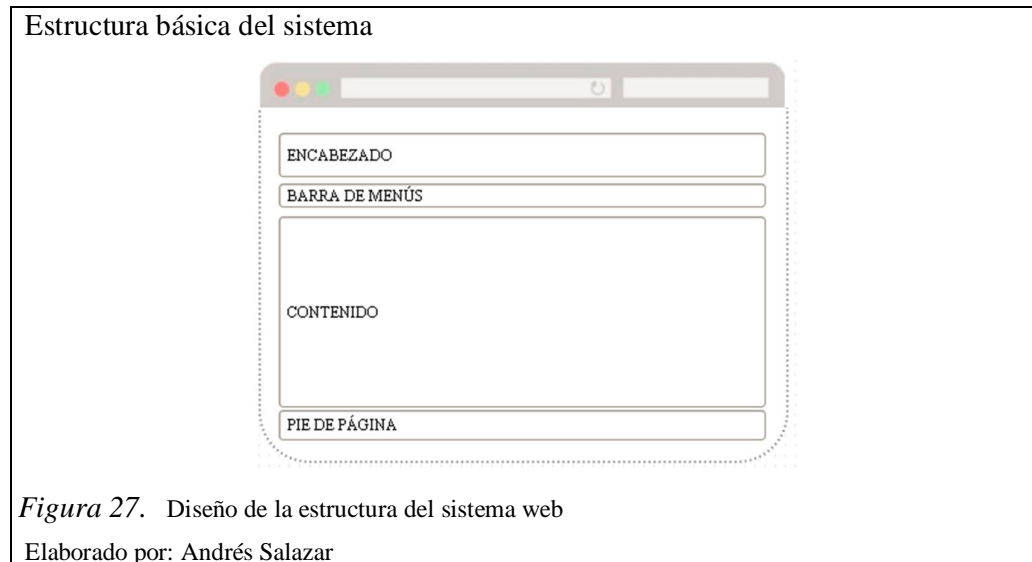 Estructura básica del sistema
ENCABEZADO
BARRA DE MENÚS
CONTENIDO
PIE DE PÁGINA
Figura 27. Diseño de la estructura del sistema web
Elaborado por: Andrés Salazar